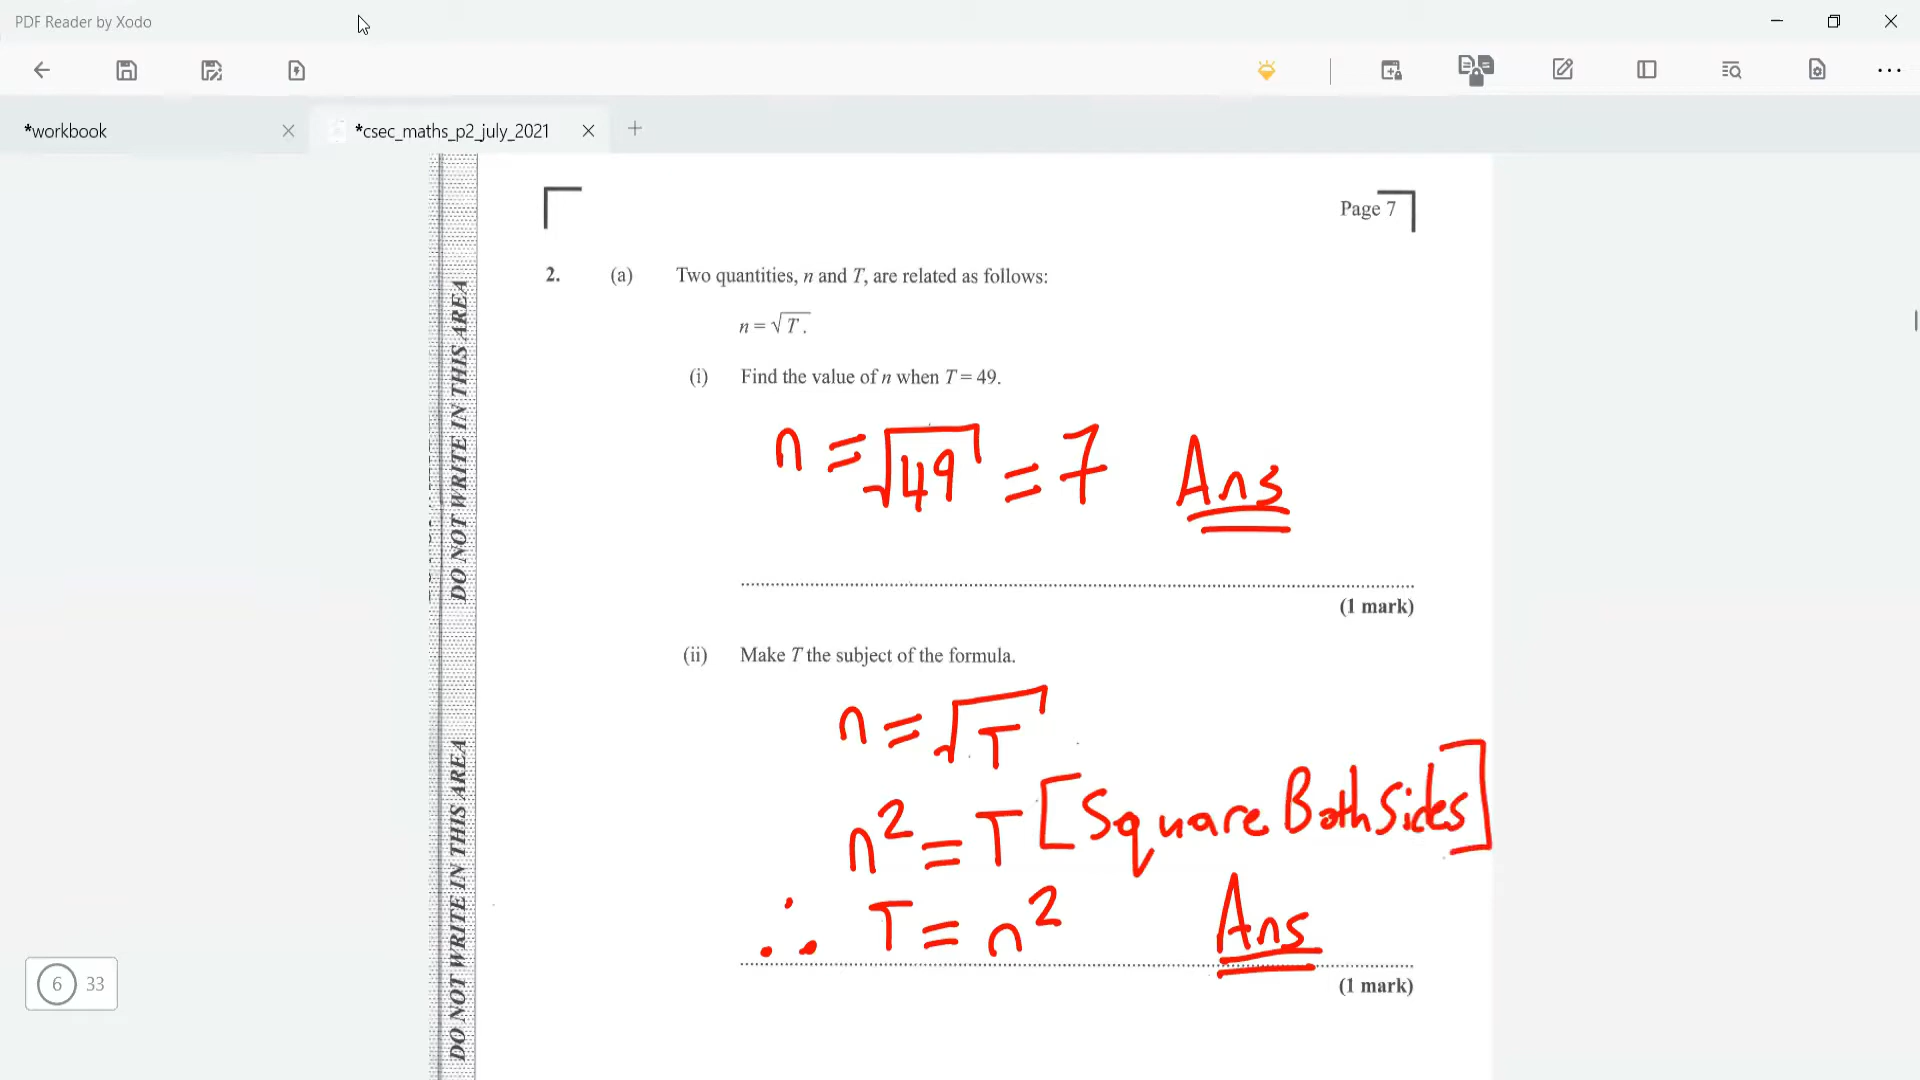 PDF Reader by Xodo
*workbook
*csec_maths_p2_july_2021
Page 7
2. (a) Two quantities, n and T, are related as follows:
n = √T.
(i) Find the value of n when T = 49.
n = √49 = 7 Ans
(1 mark)
(ii) Make T the subject of the formula.
n = √T
n² = T [Square Both Sides]
∴ T = n² Ans
(1 mark)
DO NOT WRITE IN THIS AREA
DO NOT WRITE IN THIS AREA
6 33